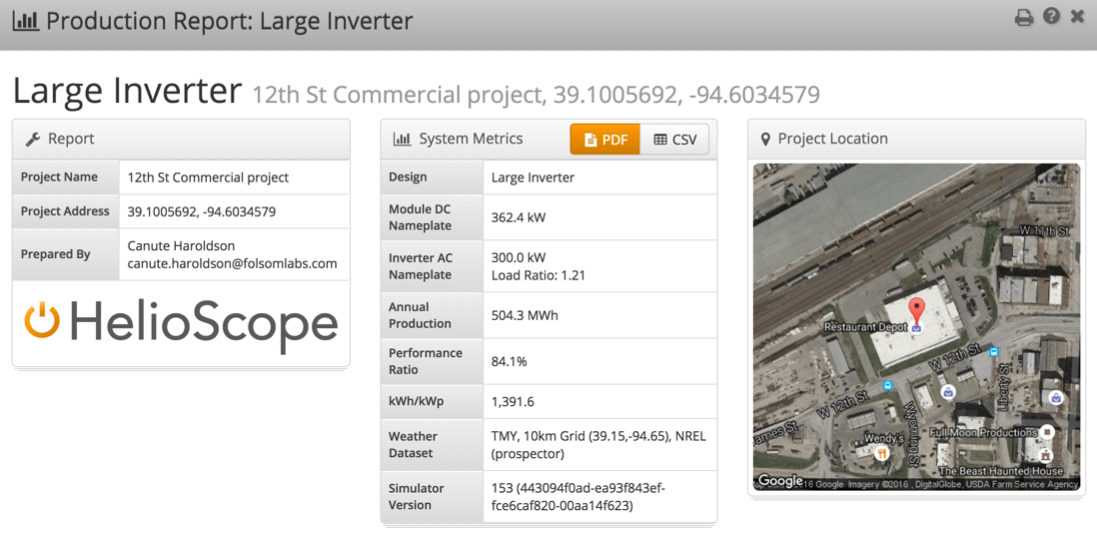 Production Report: Large Inverter
Large Inverter 12th St Commercial project, 39.1005692, -94.6034579
Report
Project Name 12th St Commercial project
Project Address 39.1005692, -94.6034579
Prepared By Canute Haroldson
canute.haroldson@folsomlabs.com
HelioScope
System Metrics PDF CSV
Design Large Inverter
Module DC
Nameplate 362.4 kW
Inverter AC
Nameplate 300.0 kW
Load Ratio: 1.21
Annual
Production 504.3 MWh
Performance
Ratio 84.1%
kWh/kWp 1,391.6
Weather
Dataset TMY, 10km Grid (39.15,-94.65), NREL
(prospector)
Simulator
Version 153 (443094f0ad-ea93f843ef-
fce6caf820-00aa14f623)
Project Location
W 11th St
Restaurant Depot
W 12th St
Liberty St
W 12th St
Wyoming St
James St
Wendy's
Full Moon Productions
The Beast Haunted House
Google 16 Google Imagery ©2016 , DigitalGlobe, USDA Farm Service Agency